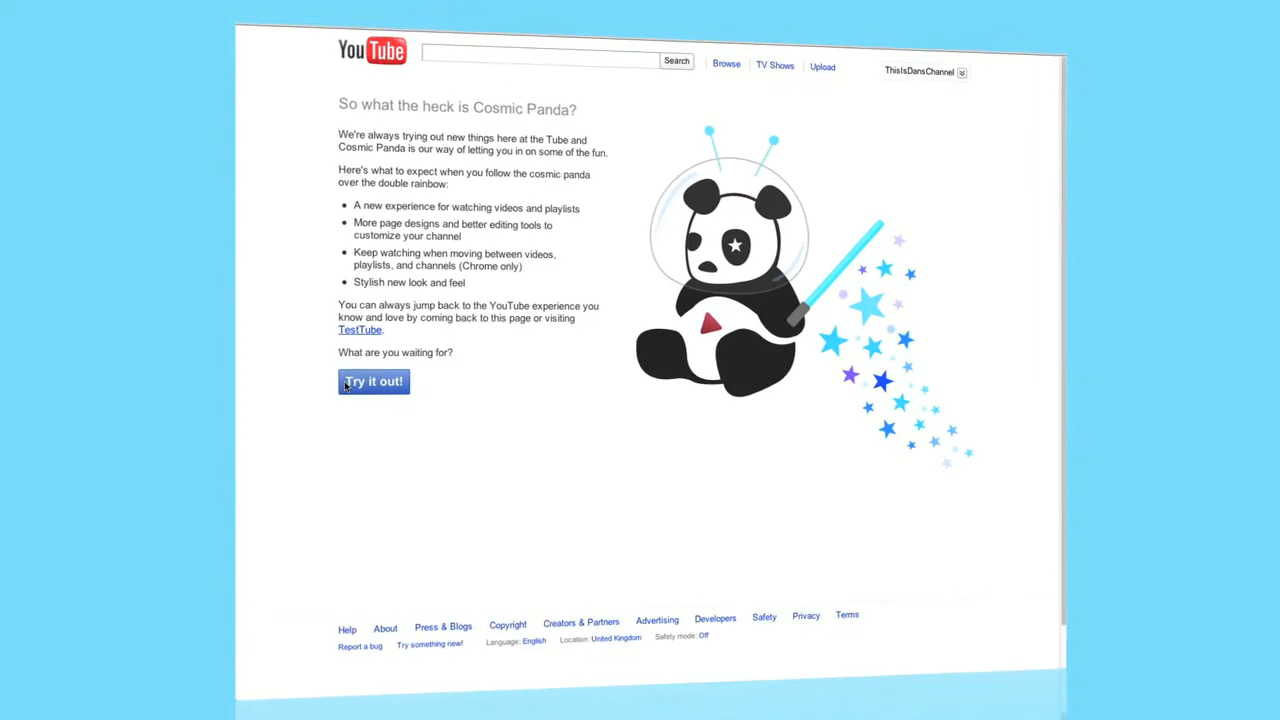 YouTube
Search
Browse
TV Shows
Upload
ThisIsDansChannel
So what the heck is Cosmic Panda?
We're always trying out new things here at the Tube and
Cosmic Panda is our way of letting you in on some of the fun.
Here's what to expect when you follow the cosmic panda
over the double rainbow:
A new experience for watching videos and playlists
More page designs and better editing tools to
customize your channel
Keep watching when moving between videos,
playlists, and channels (Chrome only)
Stylish new look and feel
You can always jump back to the YouTube experience you
know and love by coming back to this page or visiting
TestTube.
What are you waiting for?
Try it out!
Help About Press & Blogs Copyright Creators & Partners Advertising Developers Safety Privacy Terms
Report a bug Try something new! Language: English Location: United Kingdom Safety mode: Off